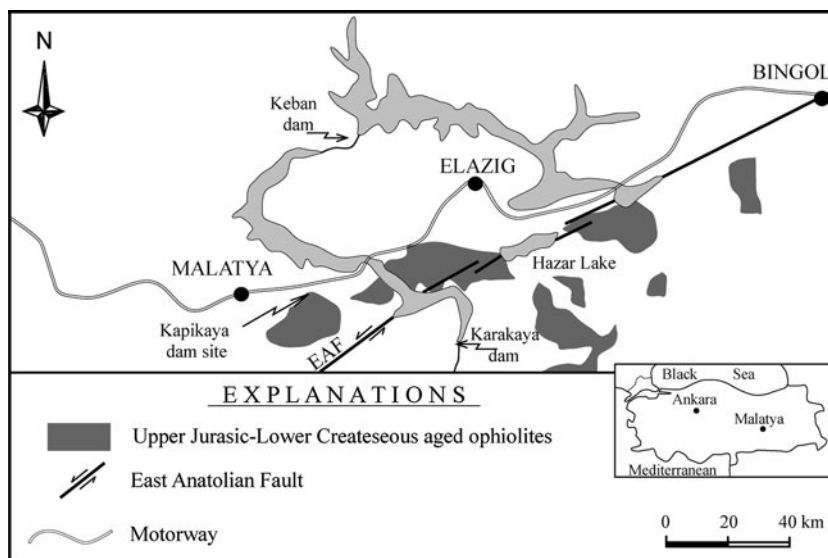 N
BINGOL
Keban
dam
ELAZIG
MALATYA
Hazar Lake
Kapikaya
dam site
EAF
Karakaya
dam
EXPLANATIONS
Upper Jurasic-Lower Createseous aged ophiolites
East Anatolian Fault
Motorway
Black Sea
Ankara
Malatya
Mediterranean
0 20 40 km